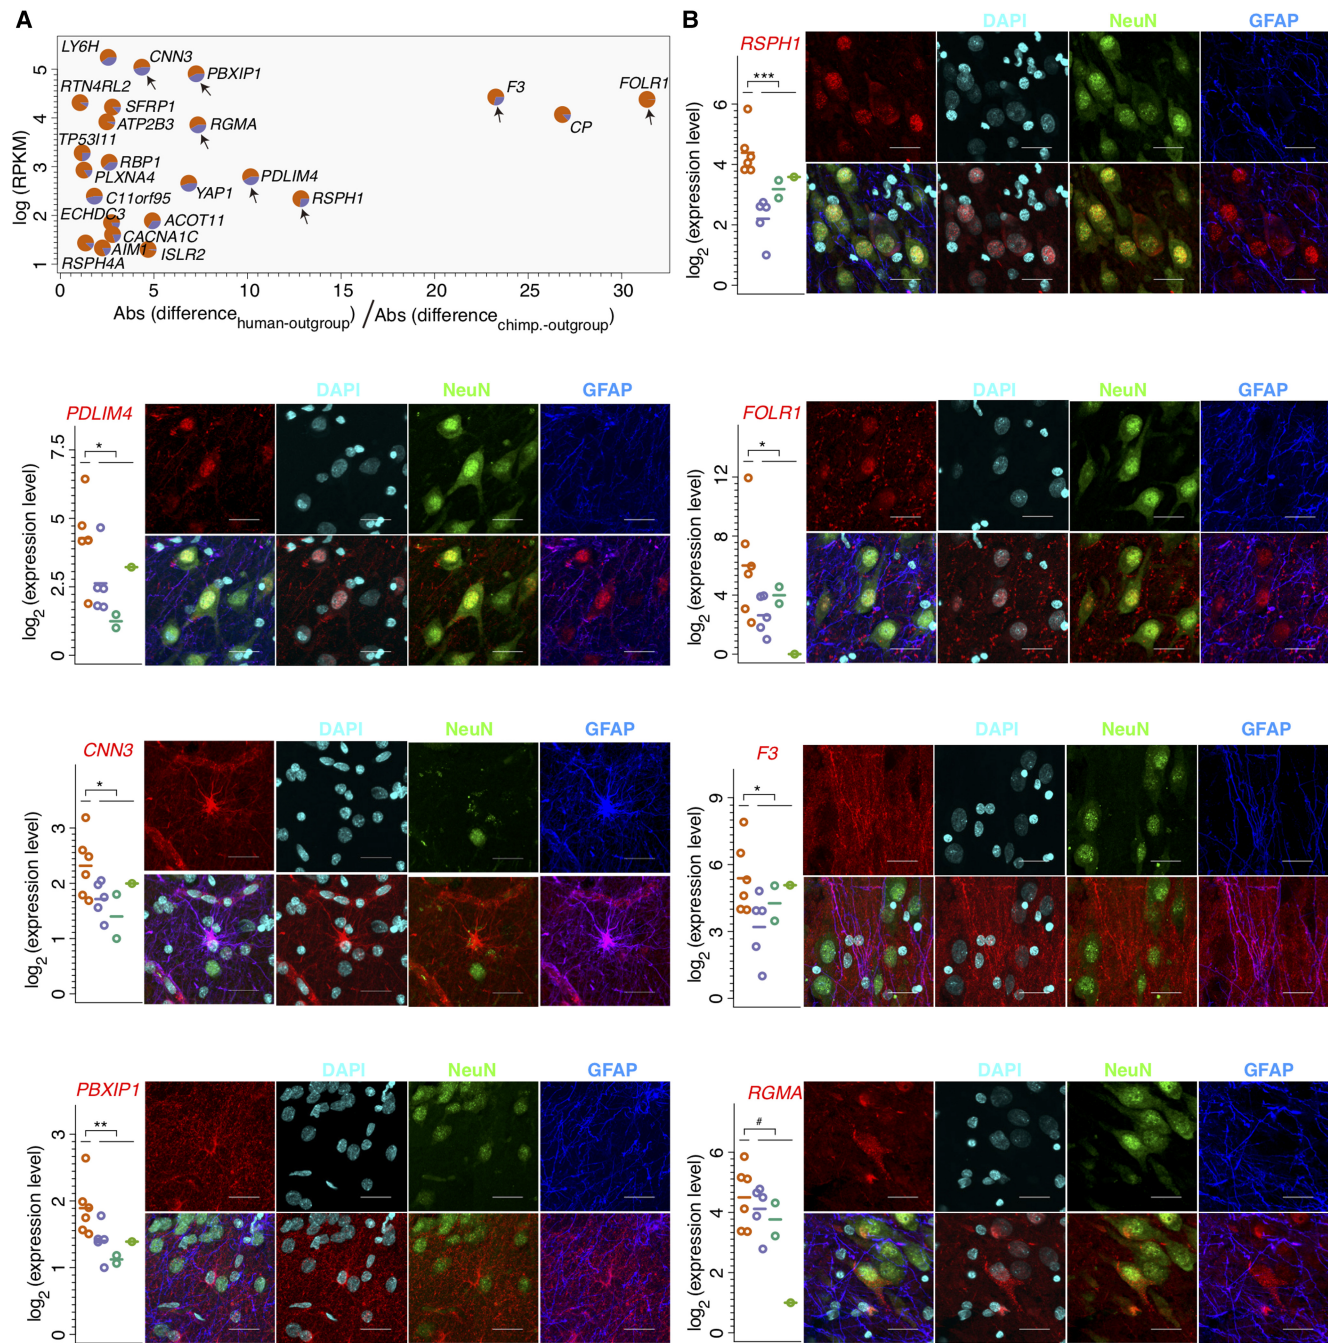 A
B
DAPI NeuN GFAP
RSPH1
LY6H
CNN3
PBXIP1
RTN4RL2
SFRP1
ATP2B3
F3
FOLR1
CP
TP53I11
RGMA
RBP1
PLXNA4
PDLIM4
YAP1
RSPH1
C11orf95
ECHDC3
ACOT11
CACNA1C
AIM1
ISLR2
RSPH4A
log (RPKM)
5
4
3
2
1
0 5 10 15 20 25 30
Abs (difference human-outgroup) / Abs (difference chimp.-outgroup)
***
log2 (expression level)
6
4
2
0
DAPI NeuN GFAP
PDLIM4
*
log2 (expression level)
7.5
5
2.5
0
DAPI NeuN GFAP
FOLR1
*
log2 (expression level)
12
8
4
0
DAPI NeuN GFAP
CNN3
*
log2 (expression level)
3
2
1
0
DAPI NeuN GFAP
F3
*
log2 (expression level)
9
6
3
0
DAPI NeuN GFAP
PBXIP1
**
log2 (expression level)
3
2
1
0
DAPI NeuN GFAP
RGMA
#
log2 (expression level)
6
4
2
0